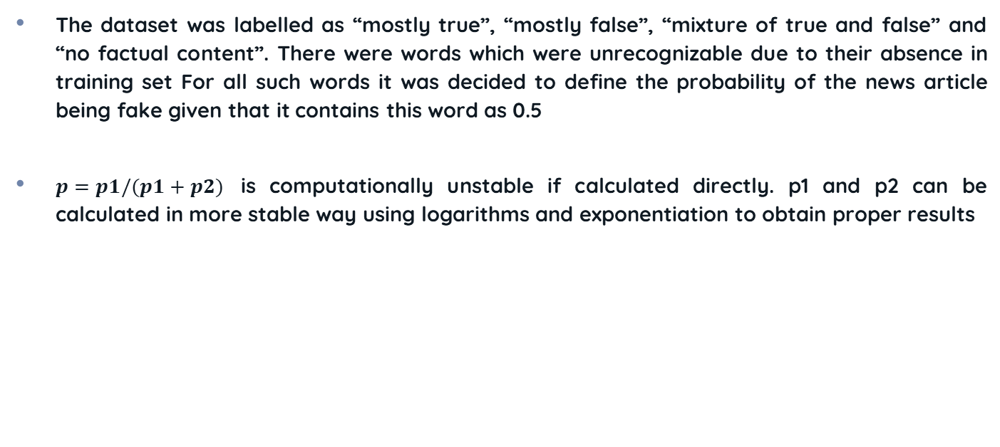 • The dataset was labelled as “mostly true”, “mostly false”, “mixture of true and false” and
“no factual content”. There were words which were unrecognizable due to their absence in
training set For all such words it was decided to define the probability of the news article
being fake given that it contains this word as 0.5
• p = p1/(p1 + p2) is computationally unstable if calculated directly. p1 and p2 can be
calculated in more stable way using logarithms and exponentiation to obtain proper results